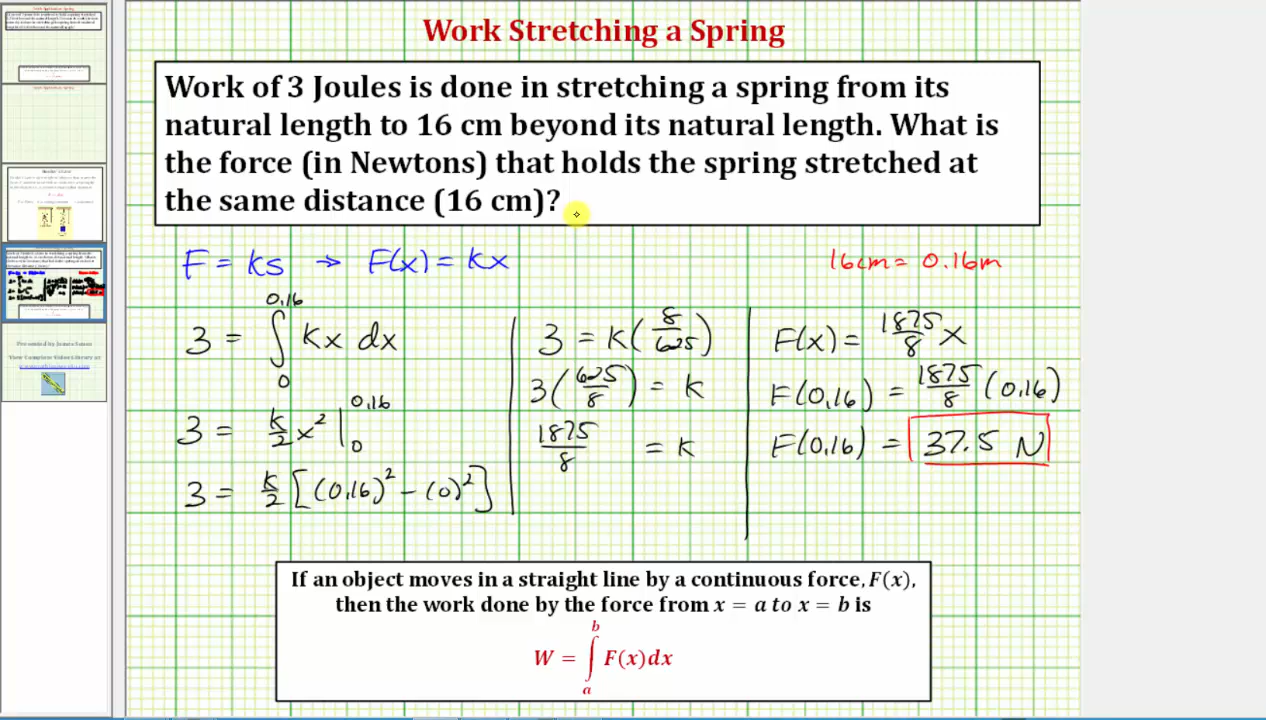 Work Stretching a Spring
Work of 3 Joules is done in stretching a spring from its
natural length to 16 cm beyond its natural length. What is
the force (in Newtons) that holds the spring stretched at
the same distance (16 cm)?
F = ks → F(x) = kx
16cm = 0.16m
3 = ∫₀^0.16 kx dx
3 = k/2 x² |₀^0.16
3 = k/2 [(0.16)² - (0)²]
3 = k(8/625)
3(625/8) = k
1875/8 = k
F(x) = 1875/8 x
F(0.16) = 1875/8 (0.16)
F(0.16) = 37.5 N
If an object moves in a straight line by a continuous force, F(x),
then the work done by the force from x = a to x = b is
W = ∫ₐᵇ F(x)dx